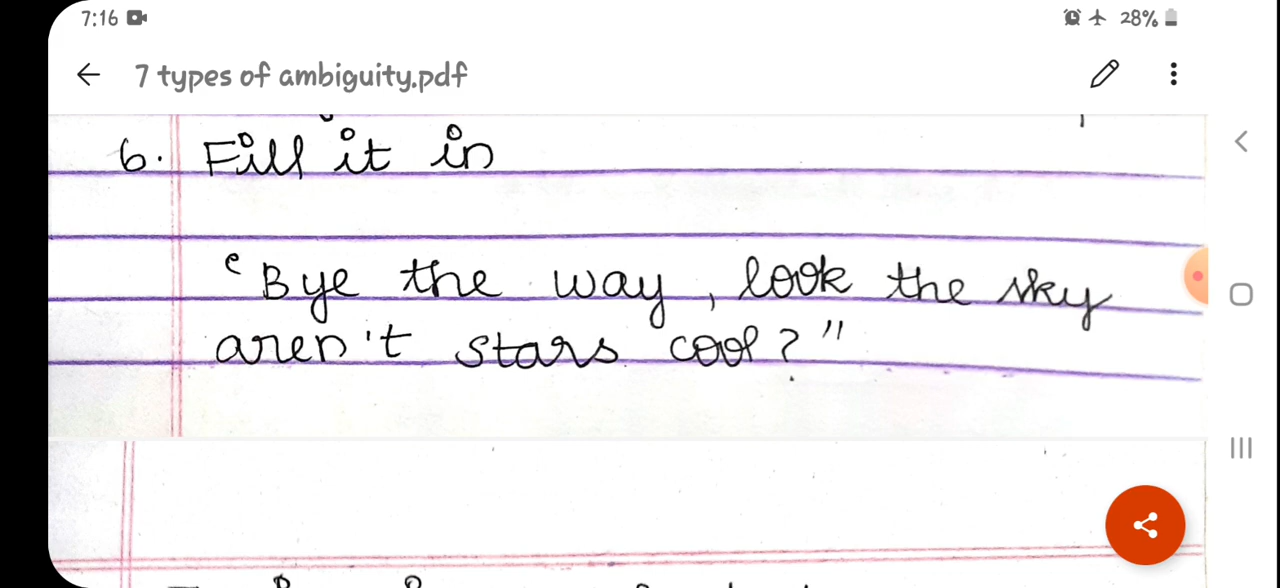 7:16
28%
7 types of ambiguity.pdf
6. Fill it in
"Bye the way, look the sky
aren't stars cool?"